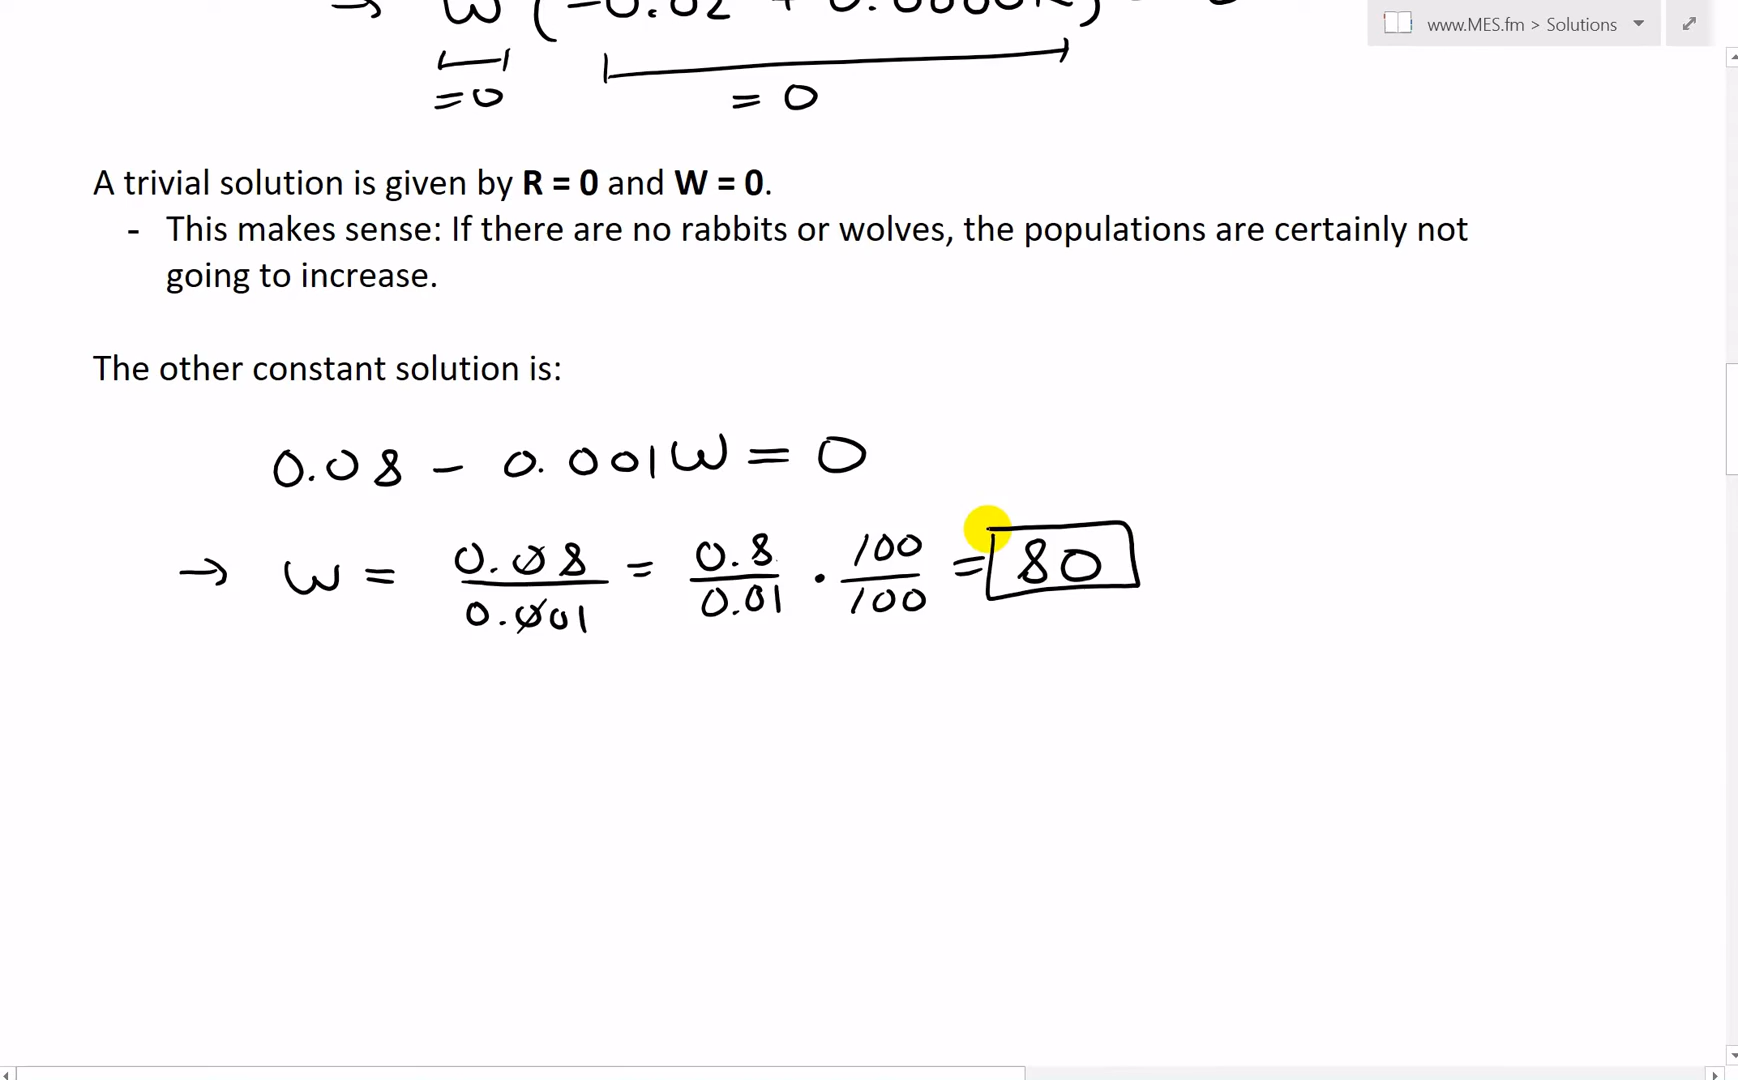 www.MES.fm > Solutions
=0
= 0
A trivial solution is given by R = 0 and W = 0.
- This makes sense: If there are no rabbits or wolves, the populations are certainly not
going to increase.
The other constant solution is:
0.08 - 0.001W = 0
→ W = 0.08/0.001 = 0.8/0.01 · 100/100 = 80